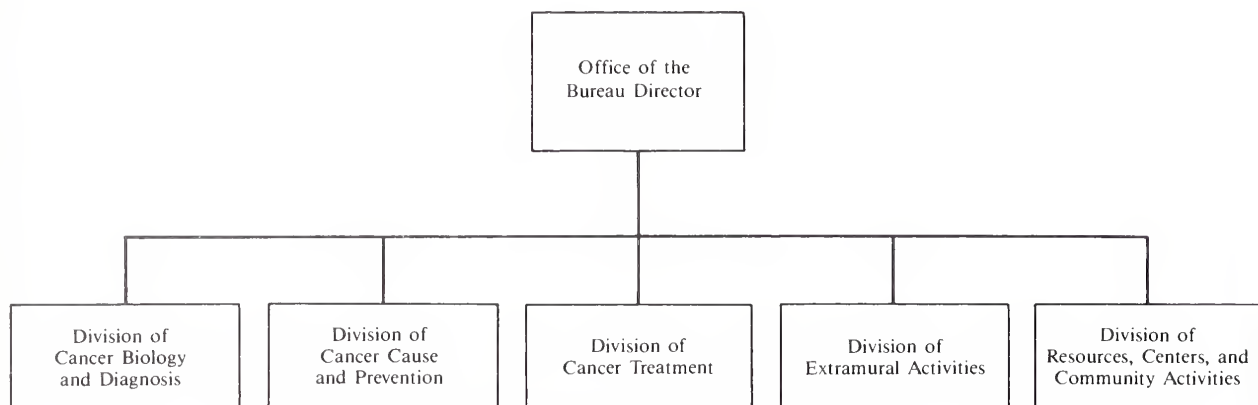 Office of the
Bureau Director
Division of
Cancer Biology
and Diagnosis
Division of
Cancer Cause
and Prevention
Division of
Cancer Treatment
Division of
Extramural Activities
Division of
Resources, Centers, and
Community Activities